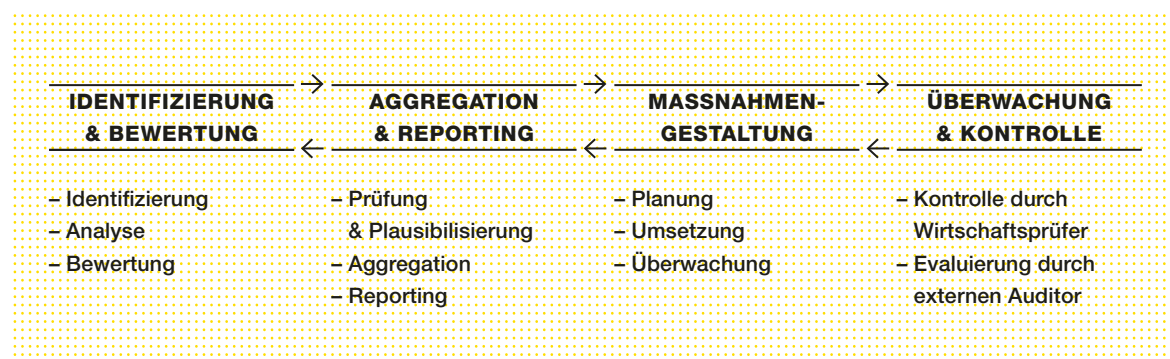 IDENTIFIZIERUNG
& BEWERTUNG
– Identifizierung
– Analyse
– Bewertung
AGGREGATION
& REPORTING
– Prüfung
& Plausibilisierung
– Aggregation
– Reporting
MASSNAHMEN-
GESTALTUNG
– Planung
– Umsetzung
– Überwachung
ÜBERWACHUNG
& KONTROLLE
– Kontrolle durch
Wirtschaftsprüfer
– Evaluierung durch
externen Auditor